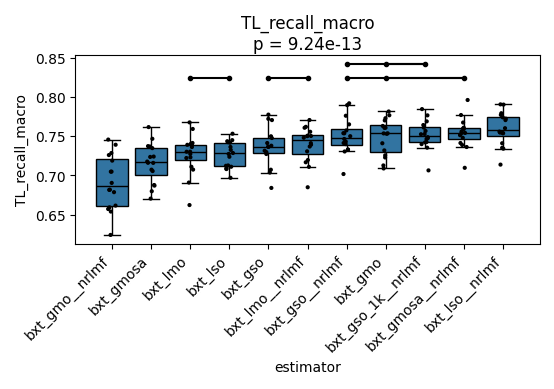 TL_recall_macro
p = 9.24e-13
TL_recall_macro
0.85
0.80
0.75
0.70
0.65
bxt_gmo__nrlmf
bxt_gmosa
bxt_lmo
bxt_lso
bxt_gso
bxt_lmo__nrlmf
bxt_gso__nrlmf
bxt_gmo
bxt_gso_1k__nrlmf
bxt_gmosa__nrlmf
bxt_lso__nrlmf
estimator